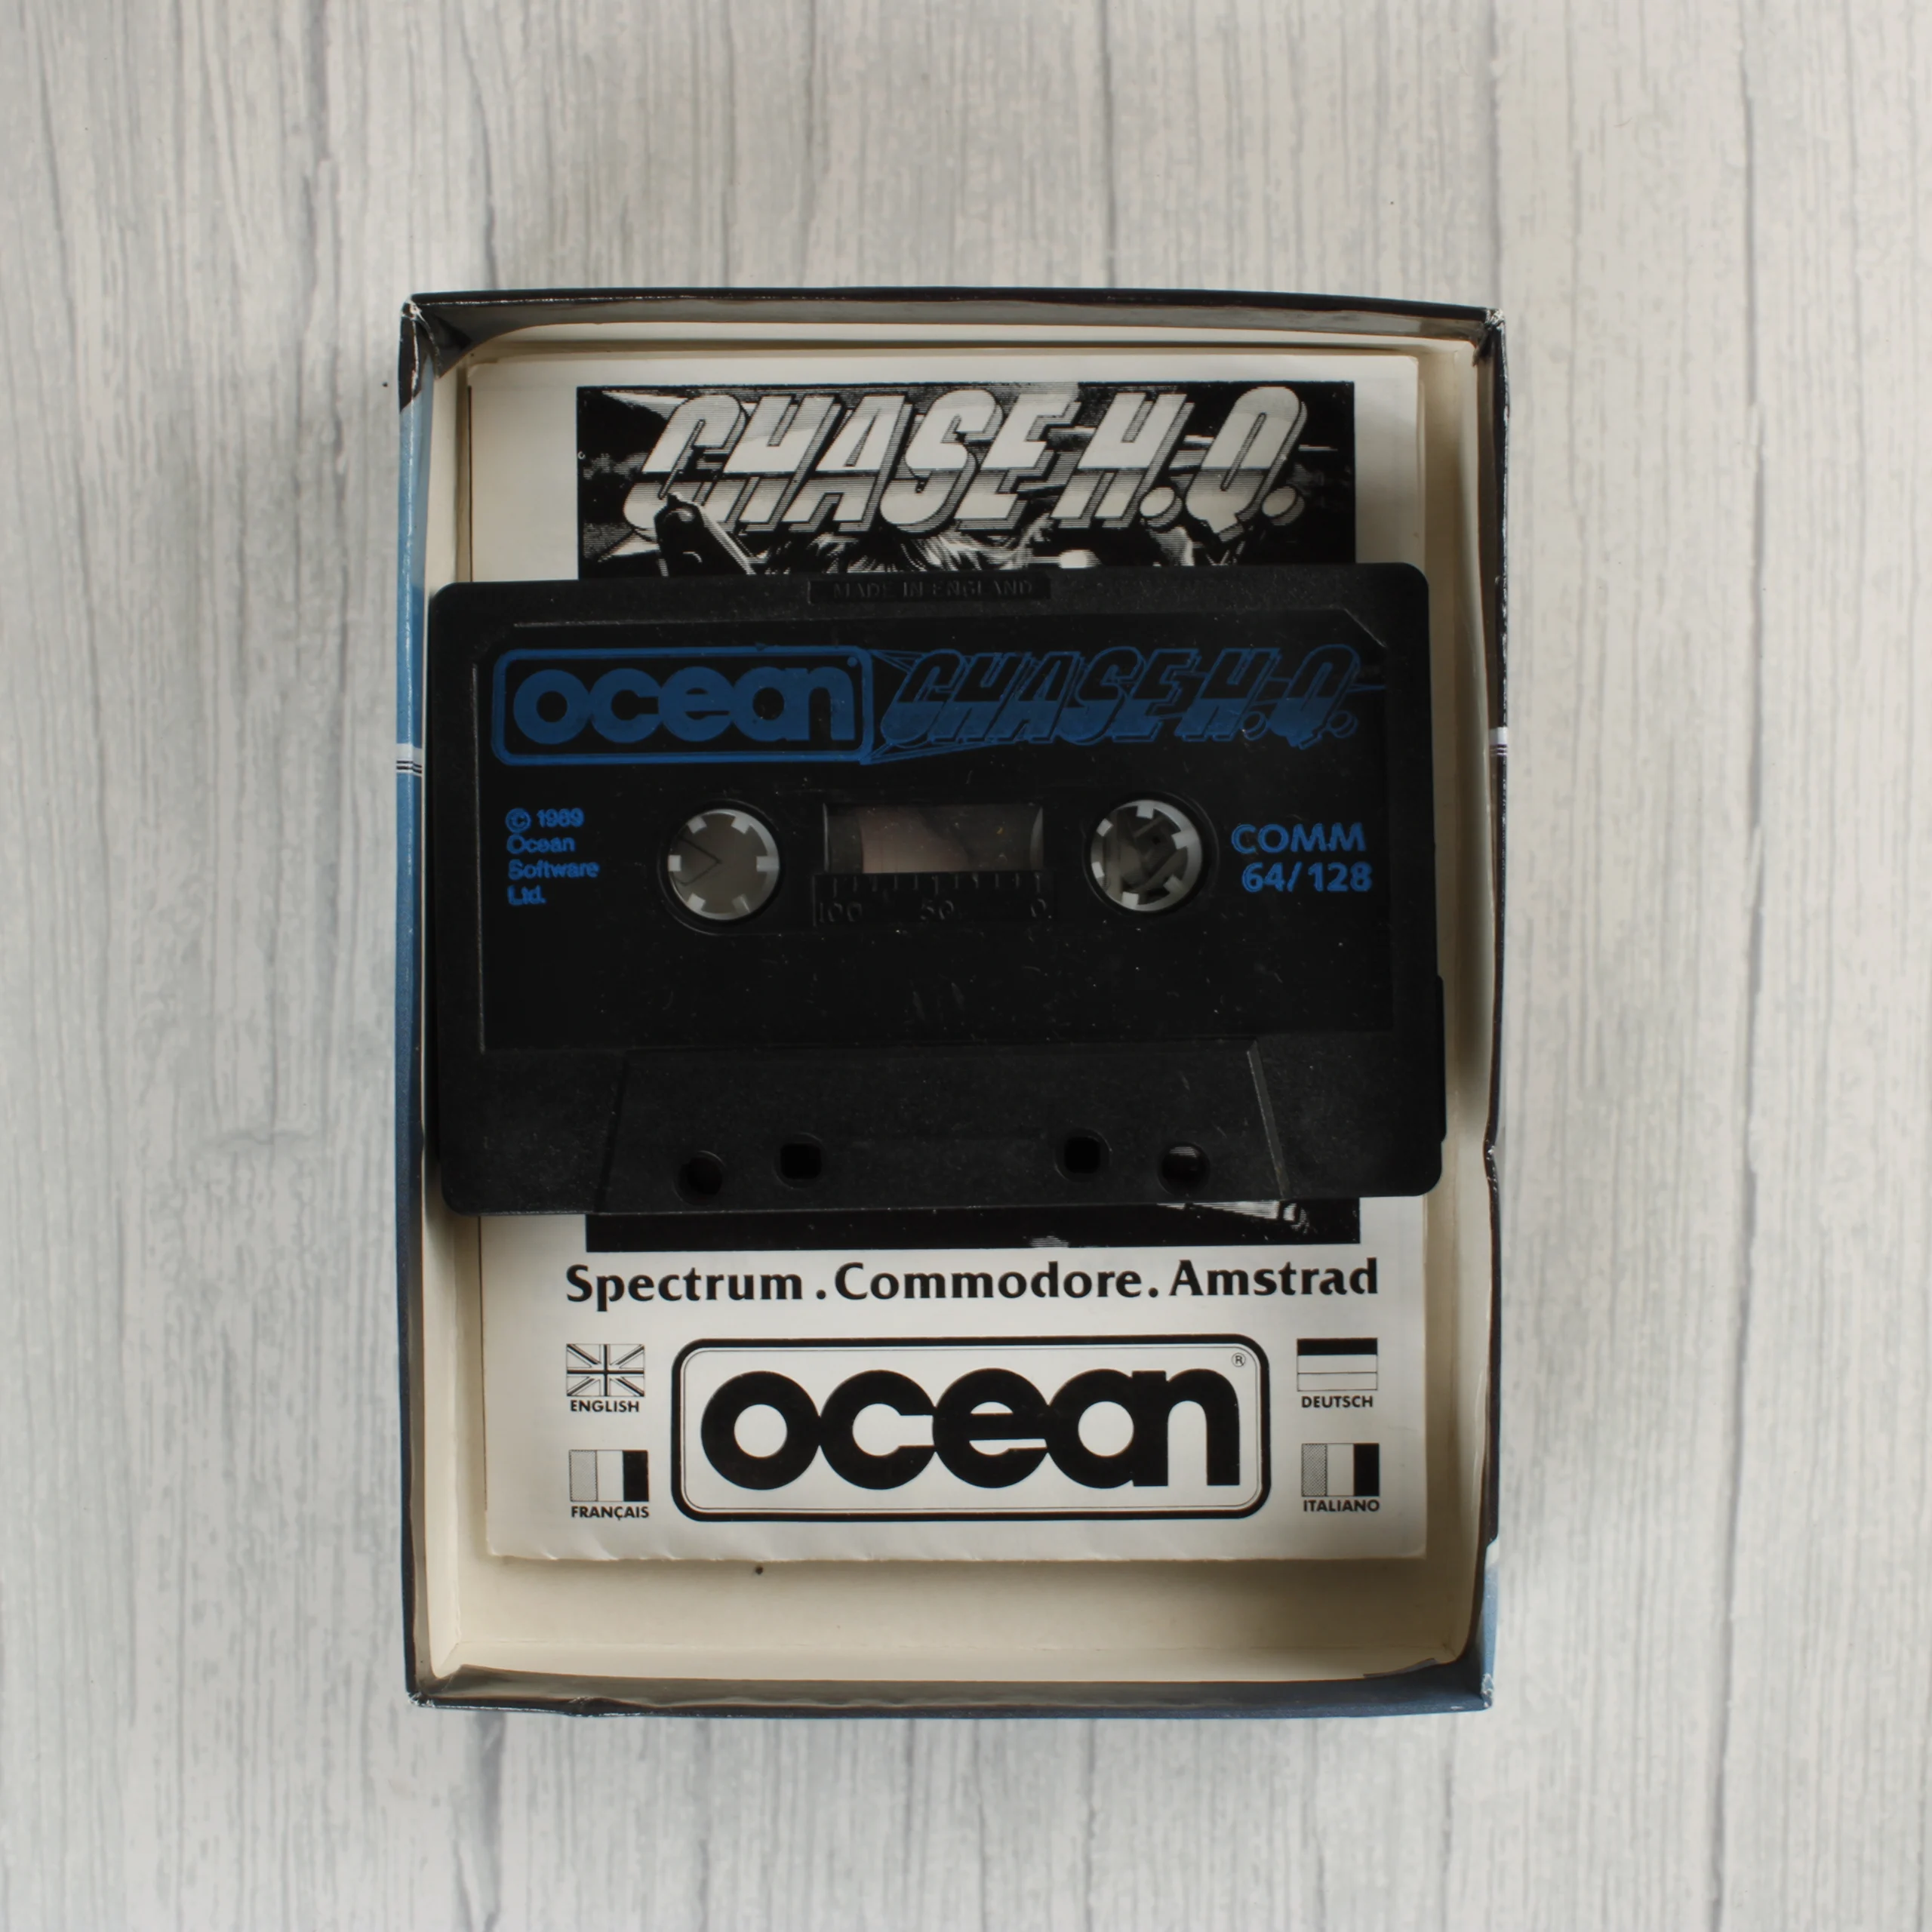 CHASE H.Q.
MADE IN ENGLAND
ocean CHASE H.Q.
© 1989
Ocean
Software
Ltd.
COMM
64/128
100 50 0
Spectrum . Commodore . Amstrad
ENGLISH
FRANÇAIS
ocean®
DEUTSCH
ITALIANO